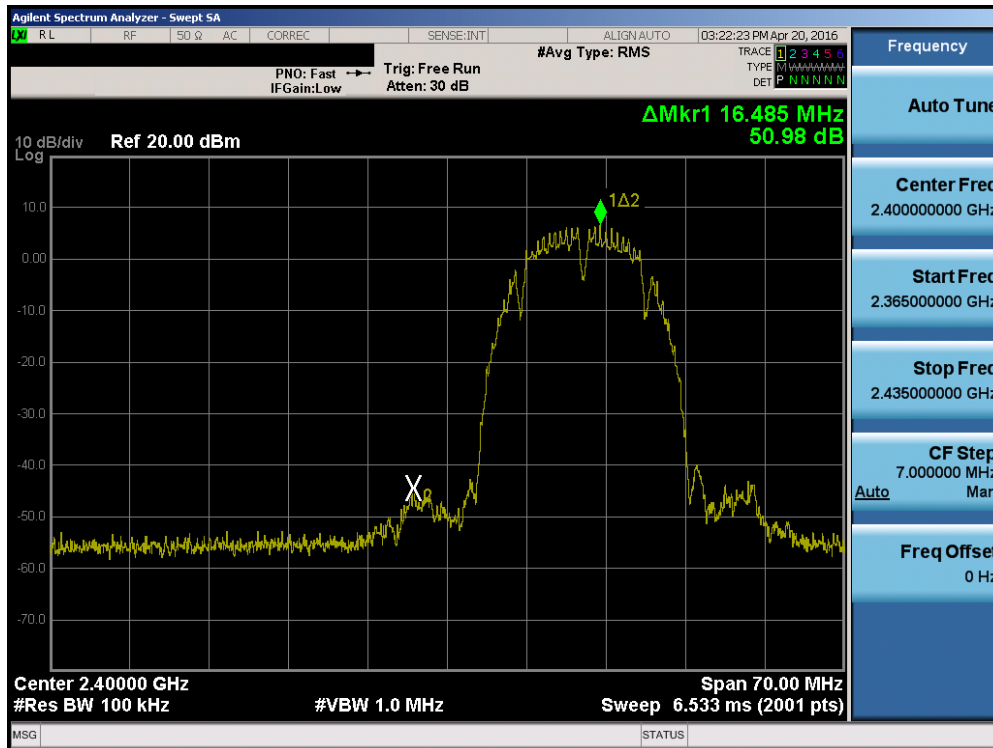 Agilent Spectrum Analyzer - Swept SA
LXI RL RF 50 Ω AC CORREC SENSE:INT ALIGN AUTO 03:22:23 PM Apr 20, 2016
#Avg Type: RMS
TRACE 1 2 3 4 5 6
TYPE M WWWWW
DET P N N N N N
PNO: Fast
IFGain:Low
Trig: Free Run
Atten: 30 dB
ΔMkr1 16.485 MHz
50.98 dB
10 dB/div
Log
Ref 20.00 dBm
1Δ2
10.0
0.00
-10.0
-20.0
-30.0
-40.0
X2
-50.0
-60.0
-70.0
Center 2.40000 GHz
Span 70.00 MHz
#Res BW 100 kHz
#VBW 1.0 MHz
Sweep 6.533 ms (2001 pts)
MSG
STATUS
Frequency
Auto Tune
Center Freq
2.400000000 GHz
Start Freq
2.365000000 GHz
Stop Freq
2.435000000 GHz
CF Step
7.000000 MHz
Auto Man
Freq Offset
0 Hz